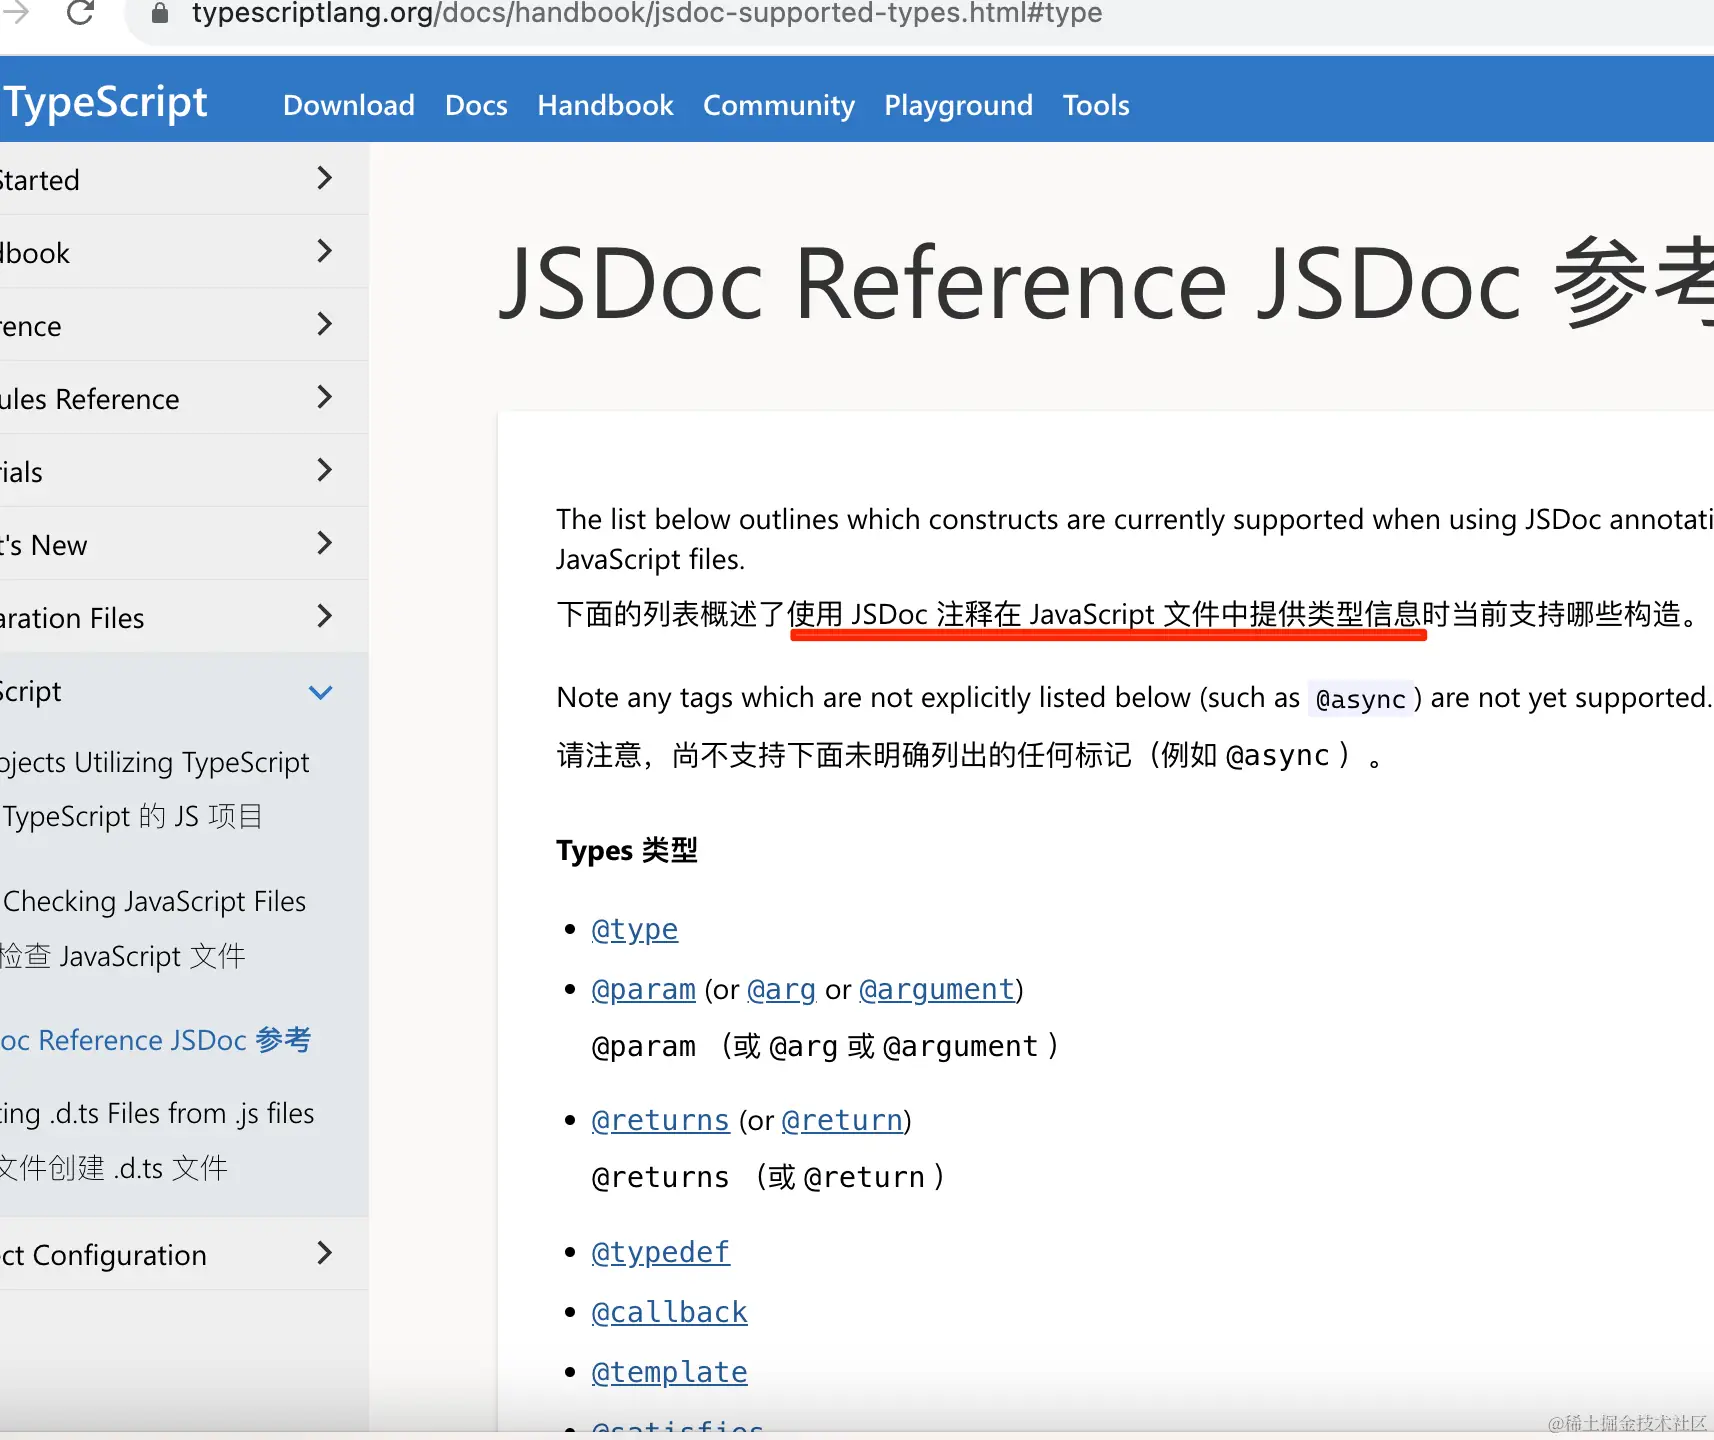 typescriptlang.org/docs/handbook/jsdoc-supported-types.html#type
TypeScript Download Docs Handbook Community Playground Tools
Started
dbook
rence
ules Reference
rials
t's New
aration Files
Script
ojects Utilizing TypeScript
TypeScript 的 JS 项目
Checking JavaScript Files
检查 JavaScript 文件
oc Reference JSDoc 参考
ting .d.ts Files from .js files
文件创建 .d.ts 文件
ct Configuration
JSDoc Reference JSDoc 参考
The list below outlines which constructs are currently supported when using JSDoc annotati
JavaScript files.
下面的列表概述了使用 JSDoc 注释在 JavaScript 文件中提供类型信息时当前支持哪些构造。
Note any tags which are not explicitly listed below (such as @async) are not yet supported.
请注意，尚不支持下面未明确列出的任何标记（例如 @async ）。
Types 类型
@type
@param (or @arg or @argument)
@param （或 @arg 或 @argument ）
@returns (or @return)
@returns （或 @return ）
@typedef
@callback
@template
@satisfies
@稀土掘金技术社区